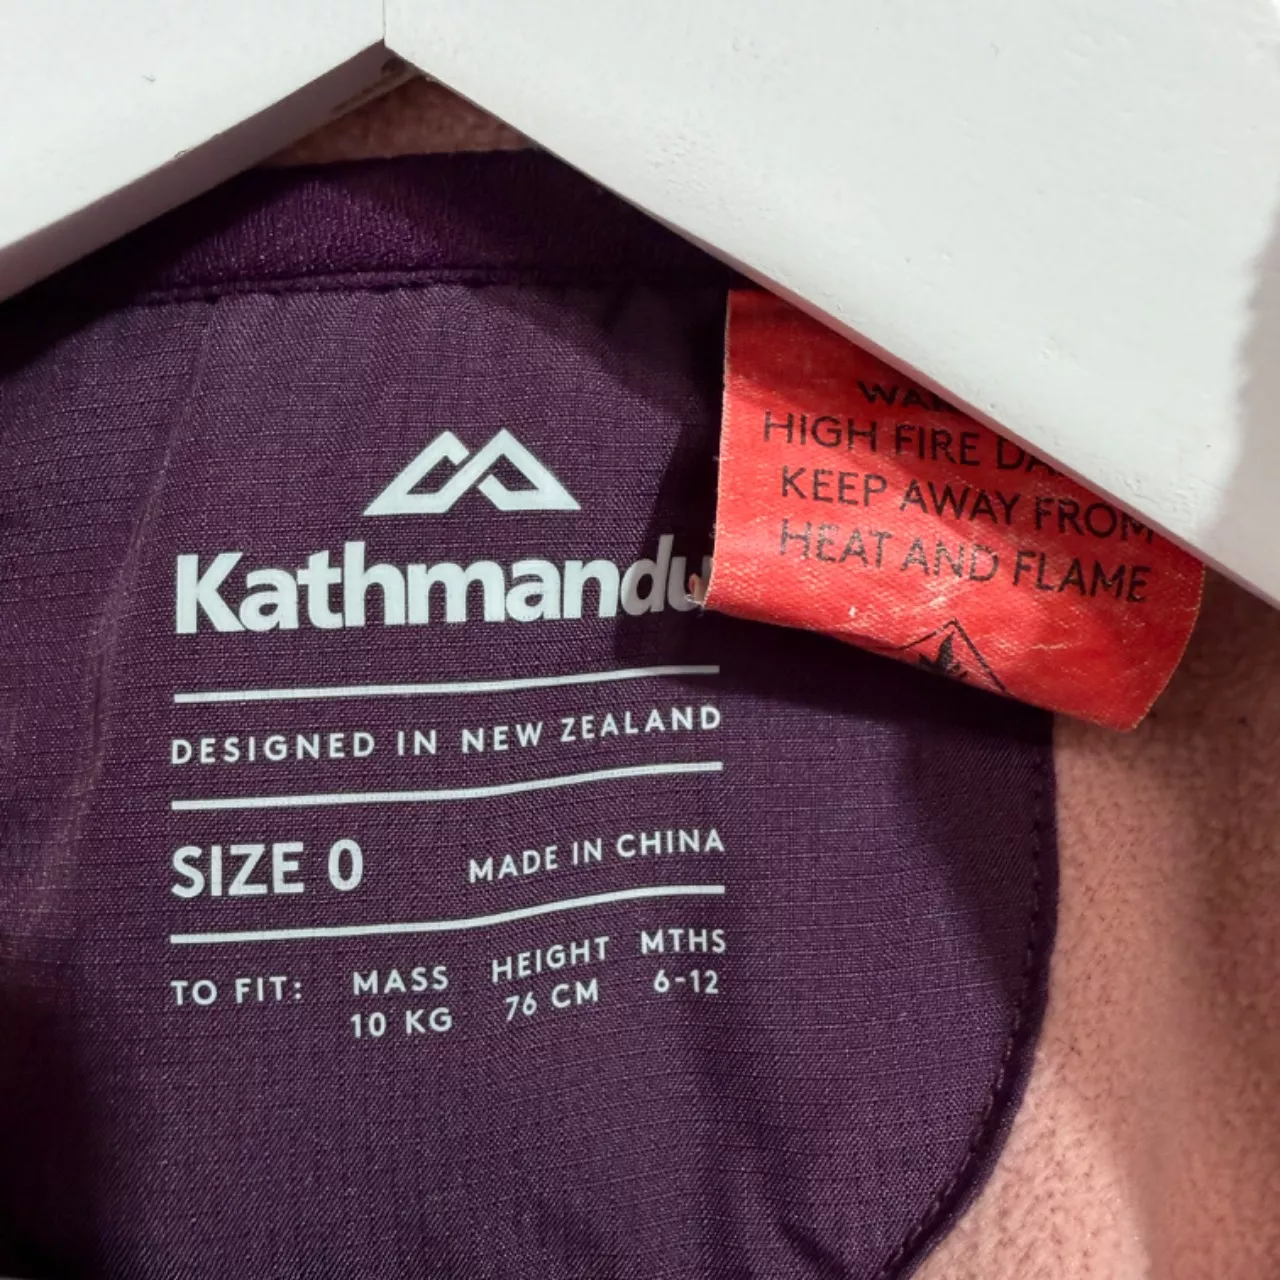 Kathmandu
DESIGNED IN NEW ZEALAND
SIZE 0 MADE IN CHINA
TO FIT: MASS HEIGHT MTHS
10 KG 76 CM 6-12
HIGH FIRE
KEEP AWAY FROM
HEAT AND FLAME